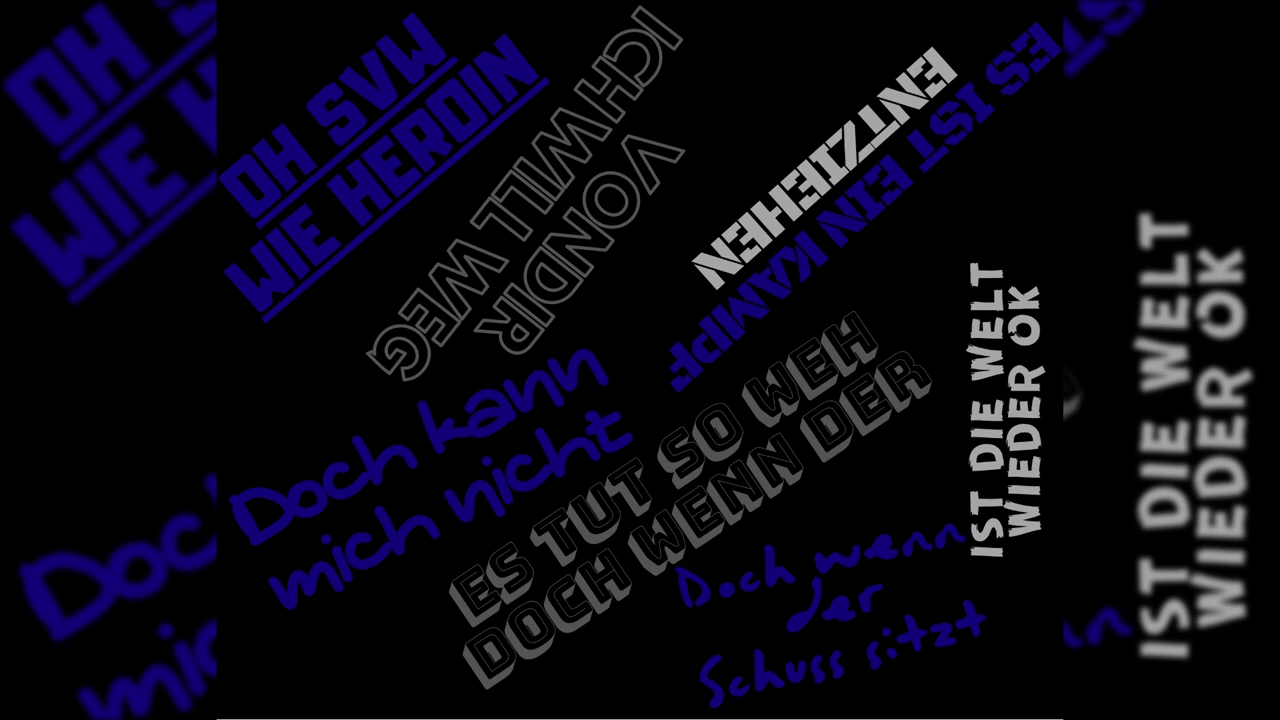 OH SVW
WIE HEROIN
ICH WILL
VON DIR WEG
Doch kann
mich nicht
ENTZIEHEN
ES IST EIN KAMPF
ES TUT SO WEH
DOCH WENN DER
Doch wenn
der
Schuss sitzt
IST DIE WELT
WIEDER OK